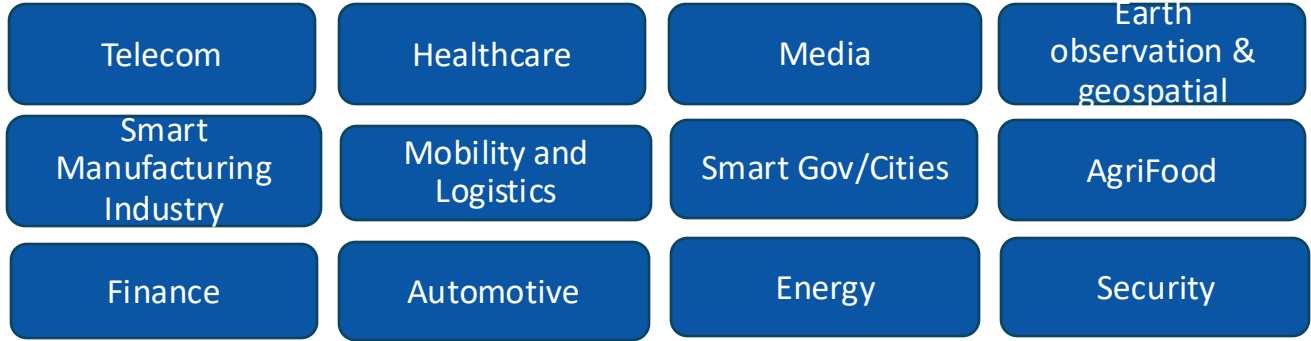 Telecom
Healthcare
Media
Earth
observation &
geospatial
Smart
Manufacturing
Industry
Mobility and
Logistics
Smart Gov/Cities
AgriFood
Finance
Automotive
Energy
Security